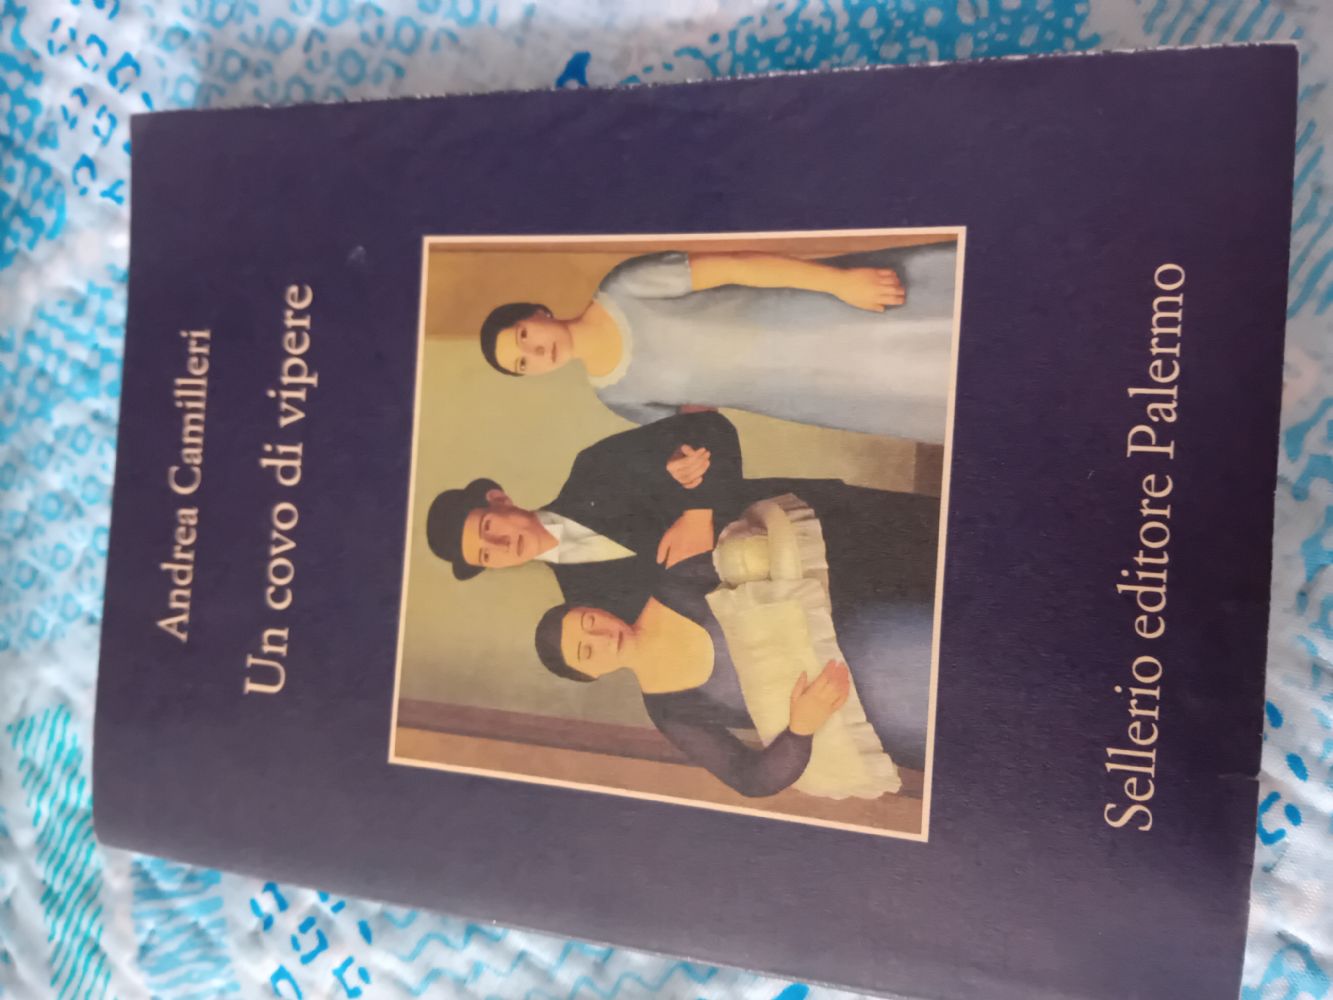 Andrea Camilleri
Un covo di vipere
Sellerio editore Palermo